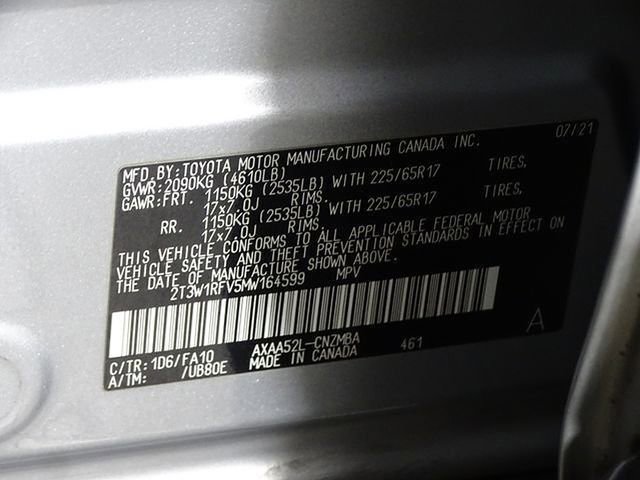 MFD. BY: TOYOTA MOTOR MANUFACTURING CANADA INC. 07/21
GVWR: 2090KG (4610LB)
GAWR: FRT. 1150KG (2535LB) WITH 225/65R17 TIRES,
17x7.0J RIMS.
RR. 1150KG (2535LB) WITH 225/65R17 TIRES,
17x7.0J RIMS.
THIS VEHICLE CONFORMS TO ALL APPLICABLE FEDERAL MOTOR
VEHICLE SAFETY AND THEFT PREVENTION STANDARDS IN EFFECT ON
THE DATE OF MANUFACTURE SHOWN ABOVE.
2T3W1RFV5MW164599 MPV
C/TR: 1D6/FA10 AXAA52L-CNZMBA 461 A
A/TM: /UB80E MADE IN CANADA